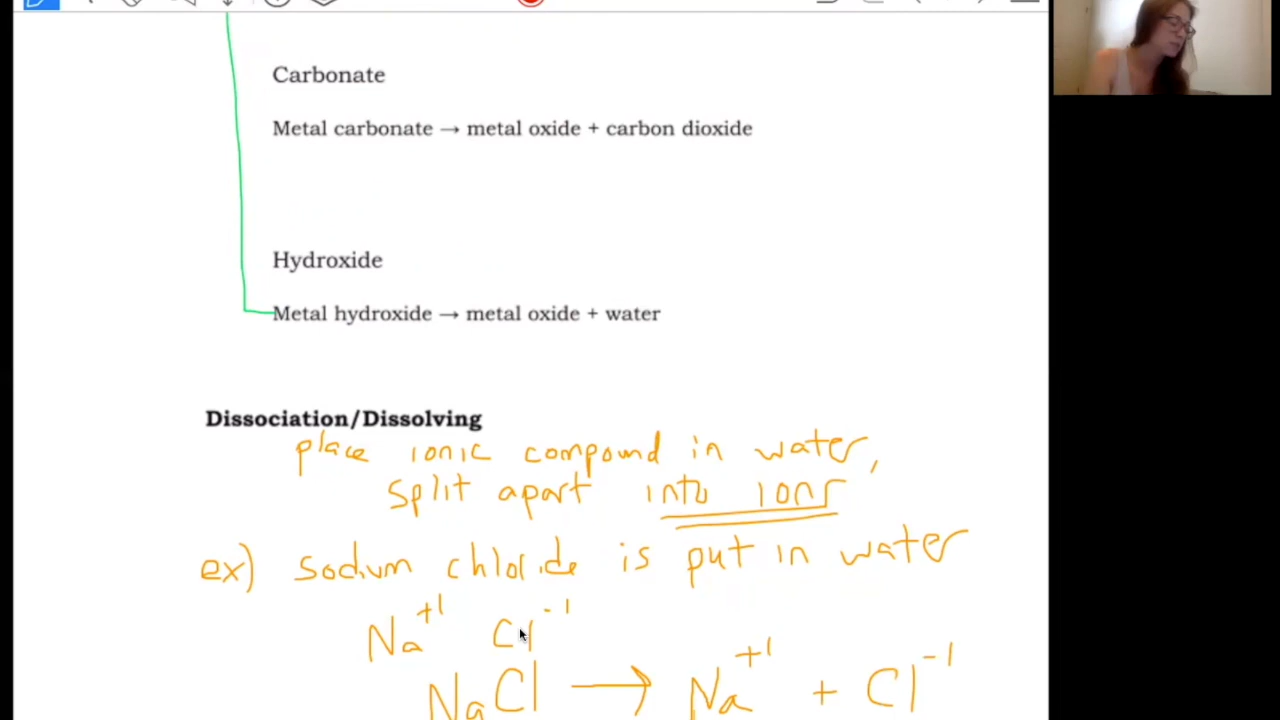 Carbonate
Metal carbonate → metal oxide + carbon dioxide
Hydroxide
Metal hydroxide → metal oxide + water
Dissociation/Dissolving
place ionic compound in water,
split apart into ions
ex) sodium chloride is put in water
Na⁺¹ Cl⁻¹
NaCl → Na⁺¹ + Cl⁻¹